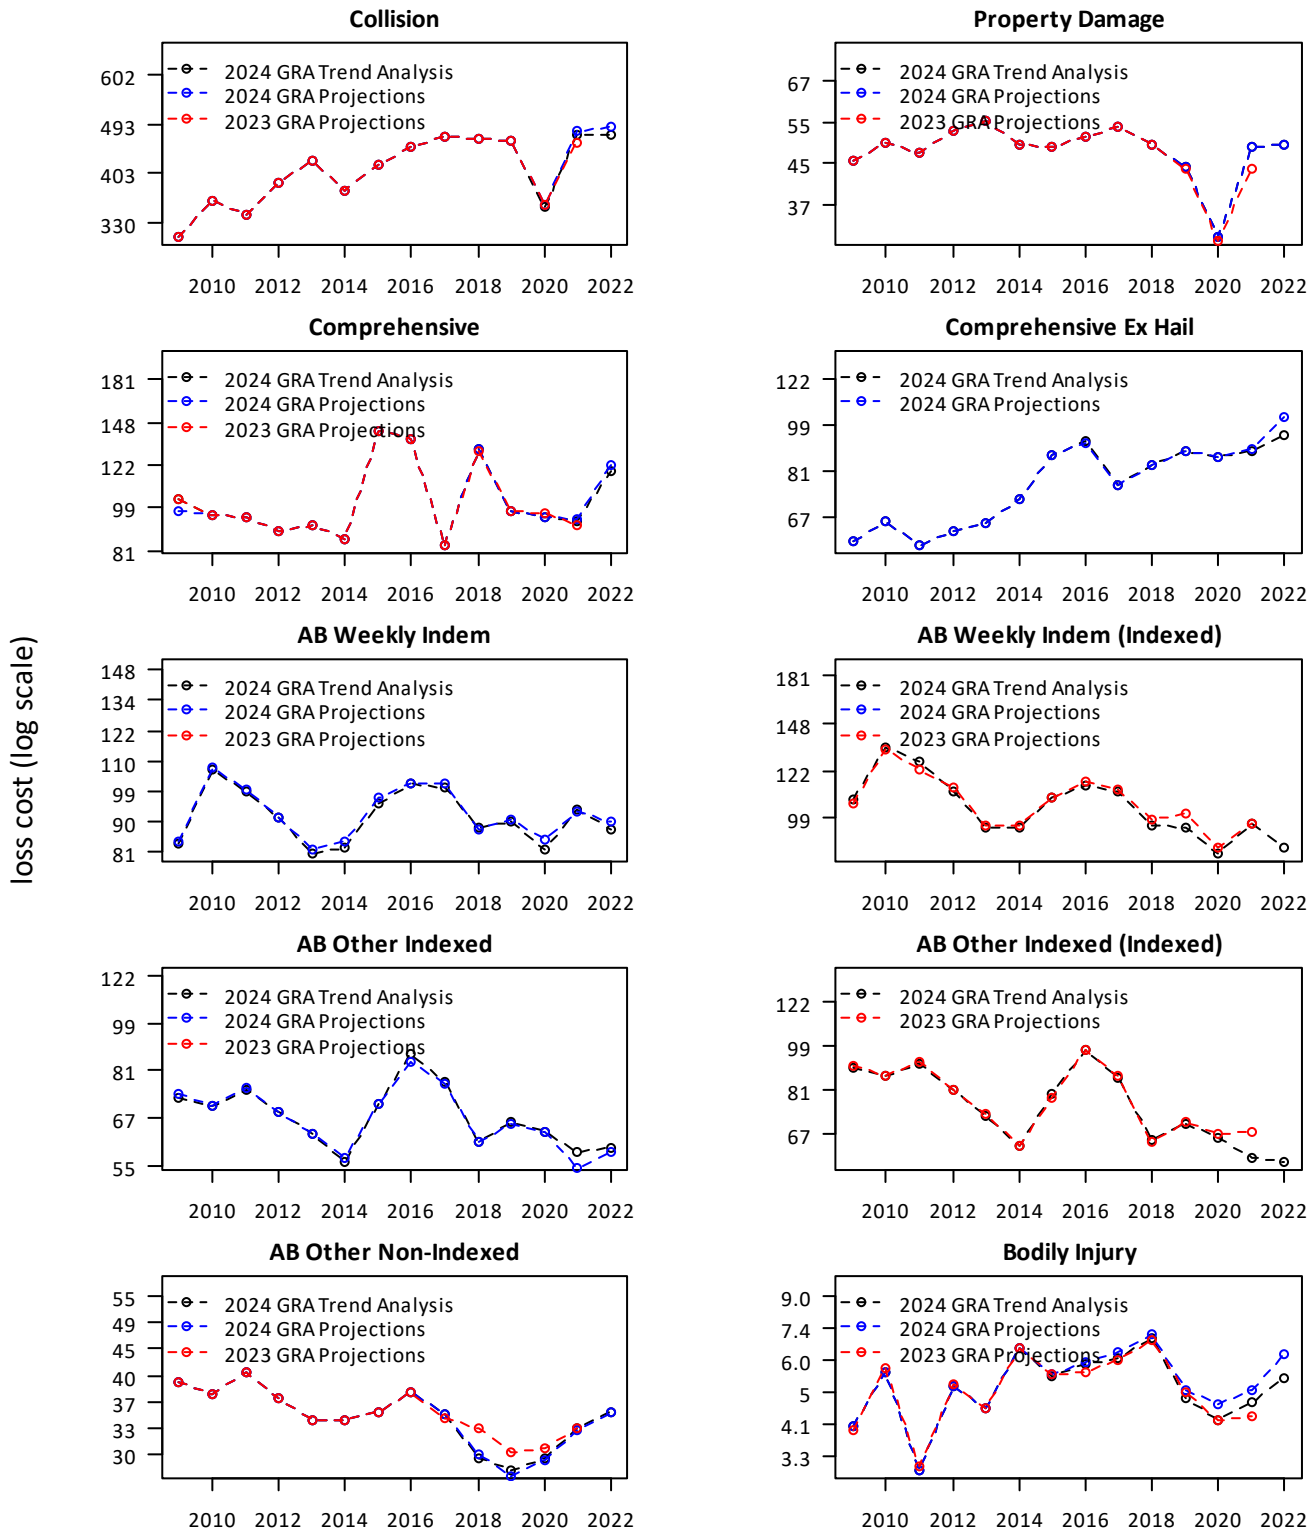 Collision
602
493
403
330
2024 GRA Trend Analysis
2024 GRA Projections
2023 GRA Projections
2010 2012 2014 2016 2018 2020 2022
Property Damage
67
55
45
37
2024 GRA Trend Analysis
2024 GRA Projections
2023 GRA Projections
2010 2012 2014 2016 2018 2020 2022
Comprehensive
181
148
122
99
81
2024 GRA Trend Analysis
2024 GRA Projections
2023 GRA Projections
2010 2012 2014 2016 2018 2020 2022
Comprehensive Ex Hail
122
99
81
67
2024 GRA Trend Analysis
2024 GRA Projections
2010 2012 2014 2016 2018 2020 2022
loss cost (log scale)
AB Weekly Indem
148
134
122
110
99
90
81
2024 GRA Trend Analysis
2024 GRA Projections
2023 GRA Projections
2010 2012 2014 2016 2018 2020 2022
AB Weekly Indem (Indexed)
181
148
122
99
2024 GRA Trend Analysis
2024 GRA Projections
2023 GRA Projections
2010 2012 2014 2016 2018 2020 2022
AB Other Indexed
122
99
81
67
55
2024 GRA Trend Analysis
2024 GRA Projections
2023 GRA Projections
2010 2012 2014 2016 2018 2020 2022
AB Other Indexed (Indexed)
122
99
81
67
2024 GRA Trend Analysis
2023 GRA Projections
2010 2012 2014 2016 2018 2020 2022
AB Other Non-Indexed
55
49
45
40
37
33
30
2024 GRA Trend Analysis
2024 GRA Projections
2023 GRA Projections
2010 2012 2014 2016 2018 2020 2022
Bodily Injury
9.0
7.4
6.0
5
4.1
3.3
2024 GRA Trend Analysis
2024 GRA Projections
2023 GRA Projections
2010 2012 2014 2016 2018 2020 2022